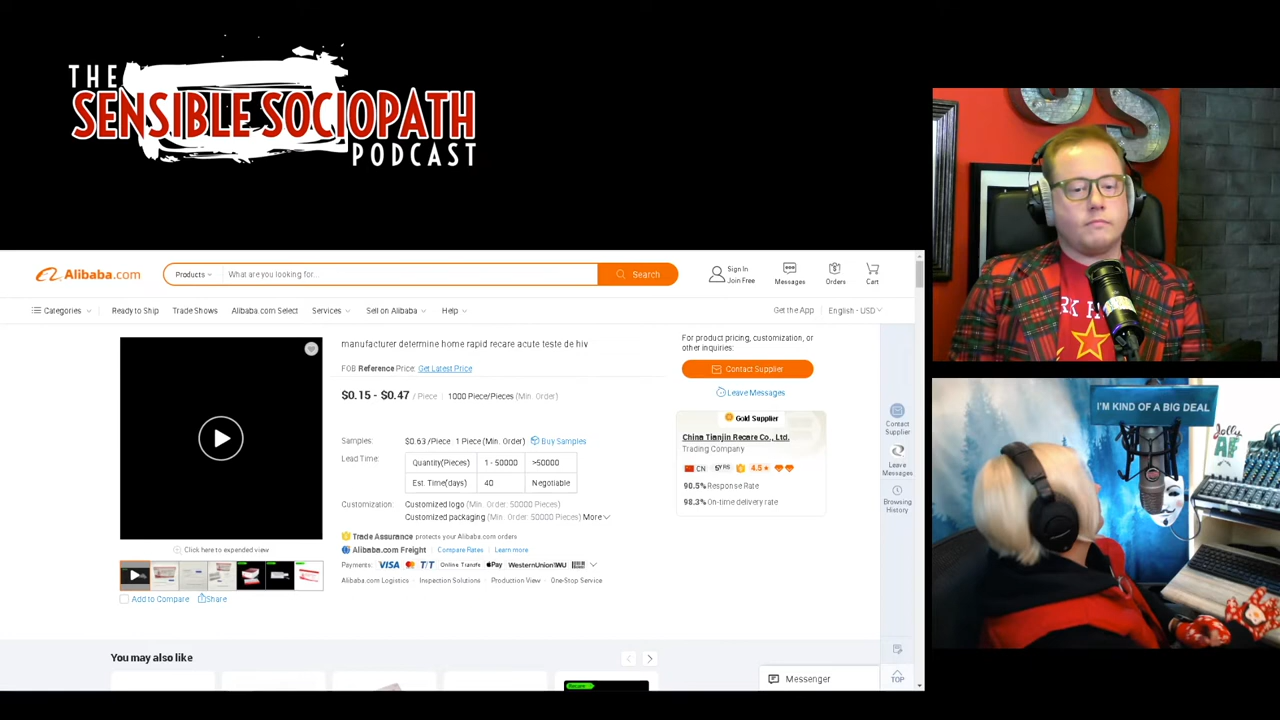 THE
SENSIBLE SOCIOPATH
PODCAST
Alibaba.com
Products
What are you looking for...
Search
Sign In
Join Free
Messages
Orders
Cart
Categories
Ready to Ship
Trade Shows
Alibaba.com Select
Services
Sell on Alibaba
Help
Get the App
English - USD
manufacturer determine home rapid recare acute teste de hiv
FOB Reference Price: Get Latest Price
$0.15 - $0.47 / Piece | 1000 Piece/Pieces (Min. Order)
Samples: $0.63 /Piece 1 Piece (Min. Order) Buy Samples
Lead Time: Quantity(Pieces) 1 - 50000 >50000
Est. Time(days) 40 Negotiable
Customization: Customized logo (Min. Order: 50000 Pieces)
Customized packaging (Min. Order: 50000 Pieces) More
Trade Assurance protects your Alibaba.com orders
Alibaba.com Freight Compare Rates Learn more
Payments: VISA T/T Online Transfer Pay WesternUnion WU
Alibaba.com Logistics · Inspection Solutions · Production View · One-Stop Service
Click here to expended view
Add to Compare Share
For product pricing, customization, or
other inquiries:
Contact Supplier
Leave Messages
Gold Supplier
China Tianjin Recare Co., Ltd.
Trading Company
CN 5YRS 4.5
90.5% Response Rate
98.3% On-time delivery rate
Contact
Supplier
Leave
Messages
Browsing
History
TOP
You may also like
Messenger
I'M KIND OF A BIG DEAL
Jolly
AF